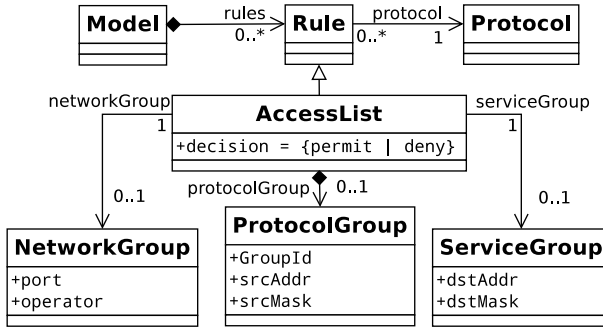 Model
rules
0..*
Rule
protocol
0..*
1
Protocol
networkGroup
1
AccessList
+decision = {permit | deny}
serviceGroup
1
0..1
protocolGroup
0..1
0..1
NetworkGroup
+port
+operator
ProtocolGroup
+GroupId
+srcAddr
+srcMask
ServiceGroup
+dstAddr
+dstMask